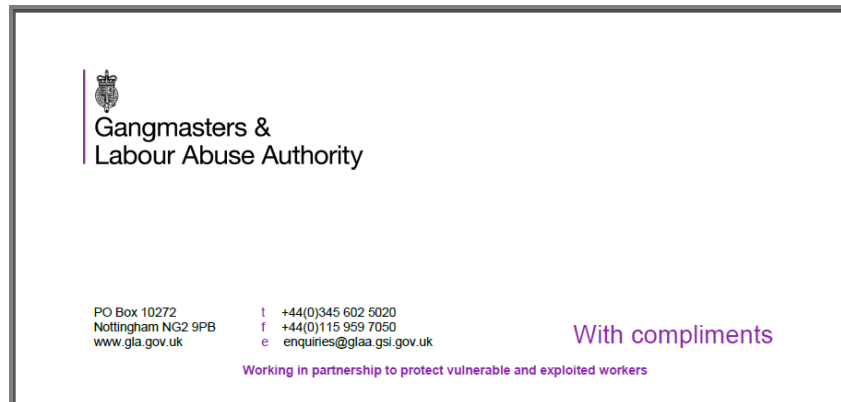 Gangmasters &
Labour Abuse Authority
PO Box 10272
Nottingham NG2 9PB
www.gla.gov.uk
t +44(0)345 602 5020
f +44(0)115 959 7050
e enquiries@glaa.gsi.gov.uk
With compliments
Working in partnership to protect vulnerable and exploited workers